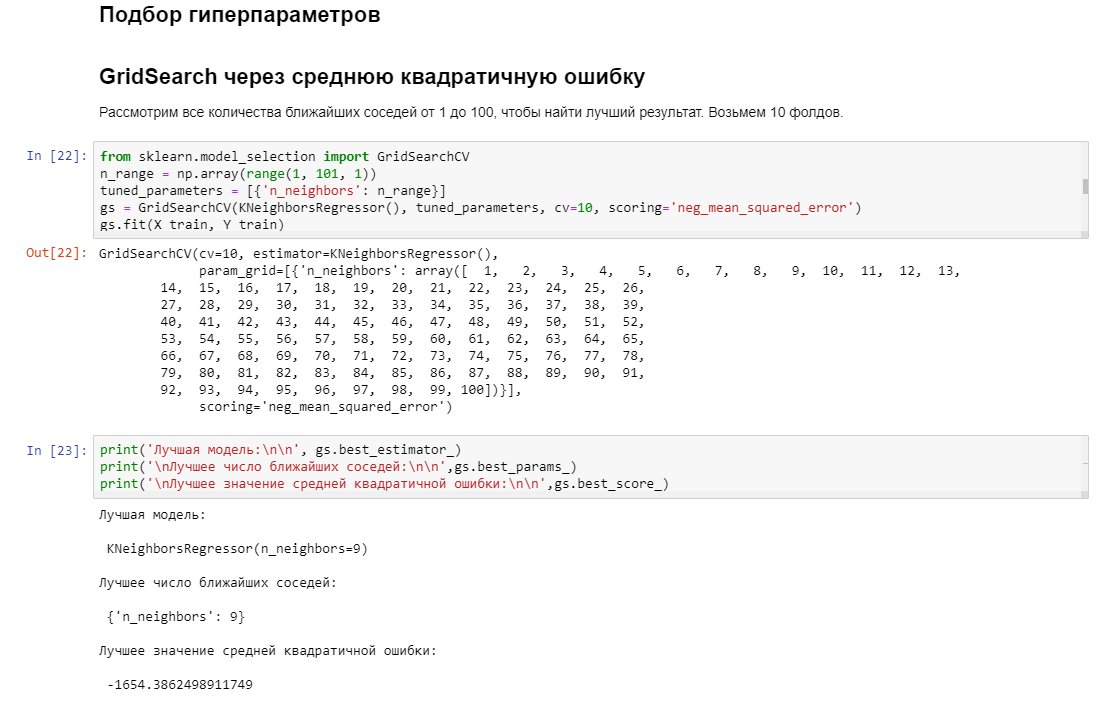 Подбор гиперпараметров
GridSearch через среднюю квадратичную ошибку
Рассмотрим все количества ближайших соседей от 1 до 100, чтобы найти лучший результат. Возьмем 10 фолдов.
In [22]: from sklearn.model_selection import GridSearchCV
n_range = np.array(range(1, 101, 1))
tuned_parameters = [{'n_neighbors': n_range}]
gs = GridSearchCV(KNeighborsRegressor(), tuned_parameters, cv=10, scoring='neg_mean_squared_error')
gs.fit(X train, Y train)
Out[22]: GridSearchCV(cv=10, estimator=KNeighborsRegressor(),
param_grid=[{'n_neighbors': array([ 1, 2, 3, 4, 5, 6, 7, 8, 9, 10, 11, 12, 13,
14, 15, 16, 17, 18, 19, 20, 21, 22, 23, 24, 25, 26,
27, 28, 29, 30, 31, 32, 33, 34, 35, 36, 37, 38, 39,
40, 41, 42, 43, 44, 45, 46, 47, 48, 49, 50, 51, 52,
53, 54, 55, 56, 57, 58, 59, 60, 61, 62, 63, 64, 65,
66, 67, 68, 69, 70, 71, 72, 73, 74, 75, 76, 77, 78,
79, 80, 81, 82, 83, 84, 85, 86, 87, 88, 89, 90, 91,
92, 93, 94, 95, 96, 97, 98, 99, 100])}],
scoring='neg_mean_squared_error')
In [23]: print('Лучшая модель:\n\n', gs.best_estimator_)
print('\nЛучшее число ближайших соседей:\n\n',gs.best_params_)
print('\nЛучшее значение средней квадратичной ошибки:\n\n',gs.best_score_)
Лучшая модель:
KNeighborsRegressor(n_neighbors=9)
Лучшее число ближайших соседей:
{'n_neighbors': 9}
Лучшее значение средней квадратичной ошибки:
-1654.3862498911749